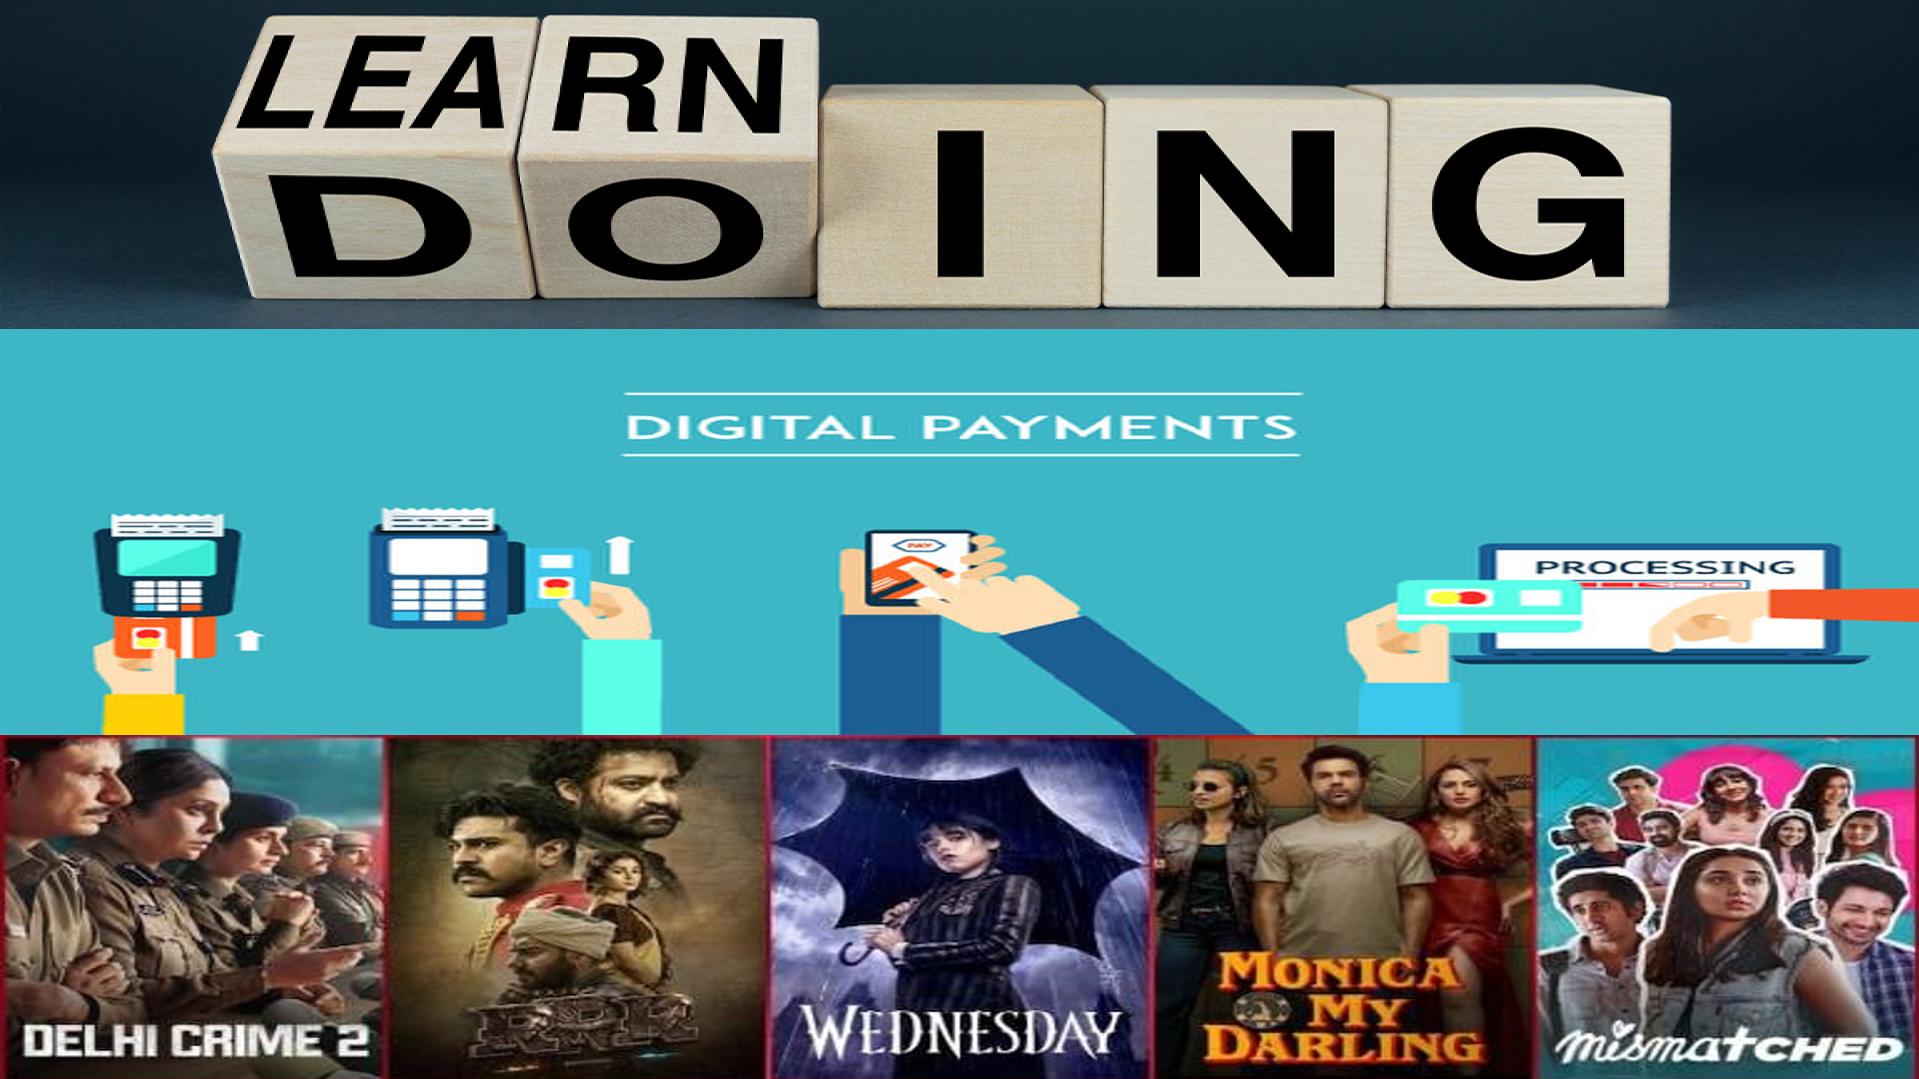 LEARN
DOING
DIGITAL PAYMENTS
PAY
PROCESSING
DELHI CRIME 2
RRR
WEDNESDAY
MONICA
MY
DARLING
mismatched